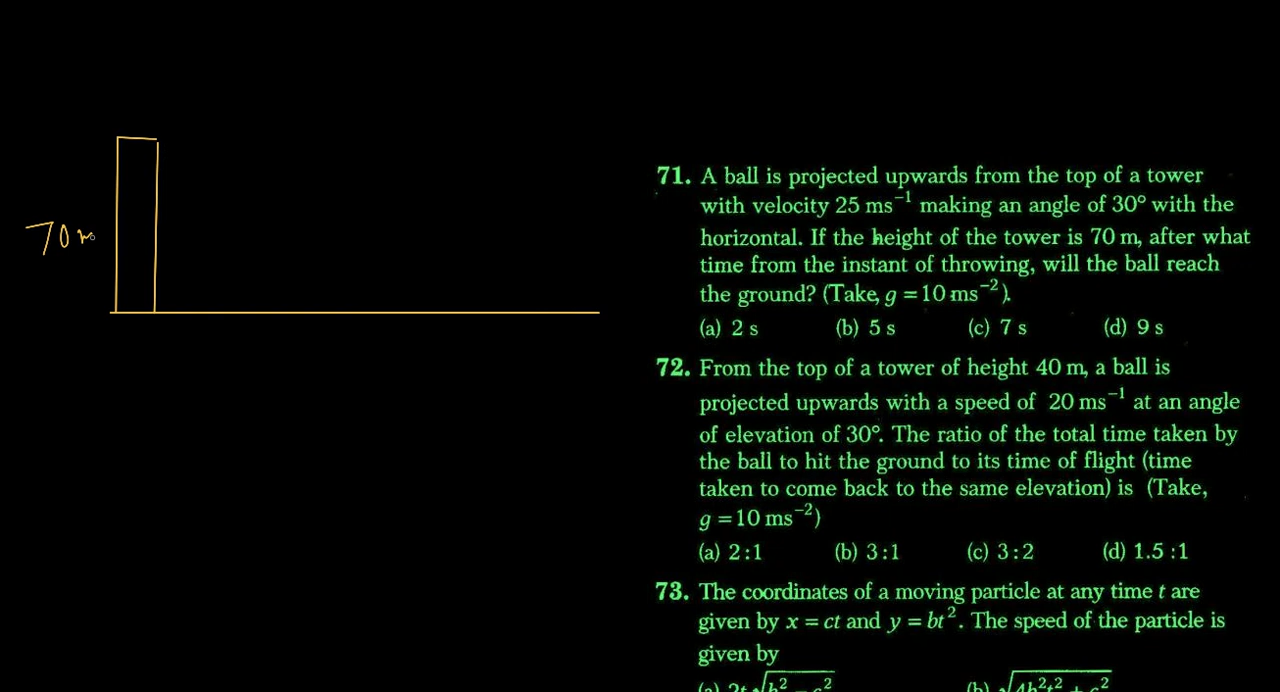 70 m
71. A ball is projected upwards from the top of a tower
with velocity 25 ms⁻¹ making an angle of 30° with the
horizontal. If the height of the tower is 70 m, after what
time from the instant of throwing, will the ball reach
the ground? (Take, g = 10 ms⁻²).
(a) 2 s (b) 5 s (c) 7 s (d) 9 s
72. From the top of a tower of height 40 m, a ball is
projected upwards with a speed of 20 ms⁻¹ at an angle
of elevation of 30°. The ratio of the total time taken by
the ball to hit the ground to its time of flight (time
taken to come back to the same elevation) is (Take,
g = 10 ms⁻²)
(a) 2 : 1 (b) 3 : 1 (c) 3 : 2 (d) 1.5 : 1
73. The coordinates of a moving particle at any time t are
given by x = ct and y = bt². The speed of the particle is
given by